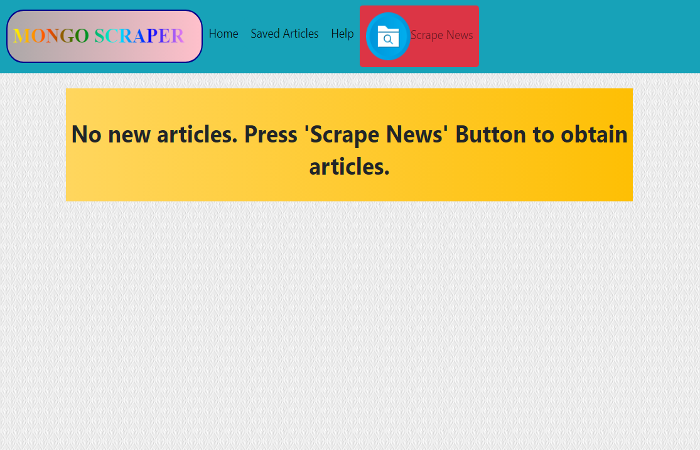 MONGO SCRAPER Home Saved Articles Help Scrape News
No new articles. Press 'Scrape News' Button to obtain
articles.